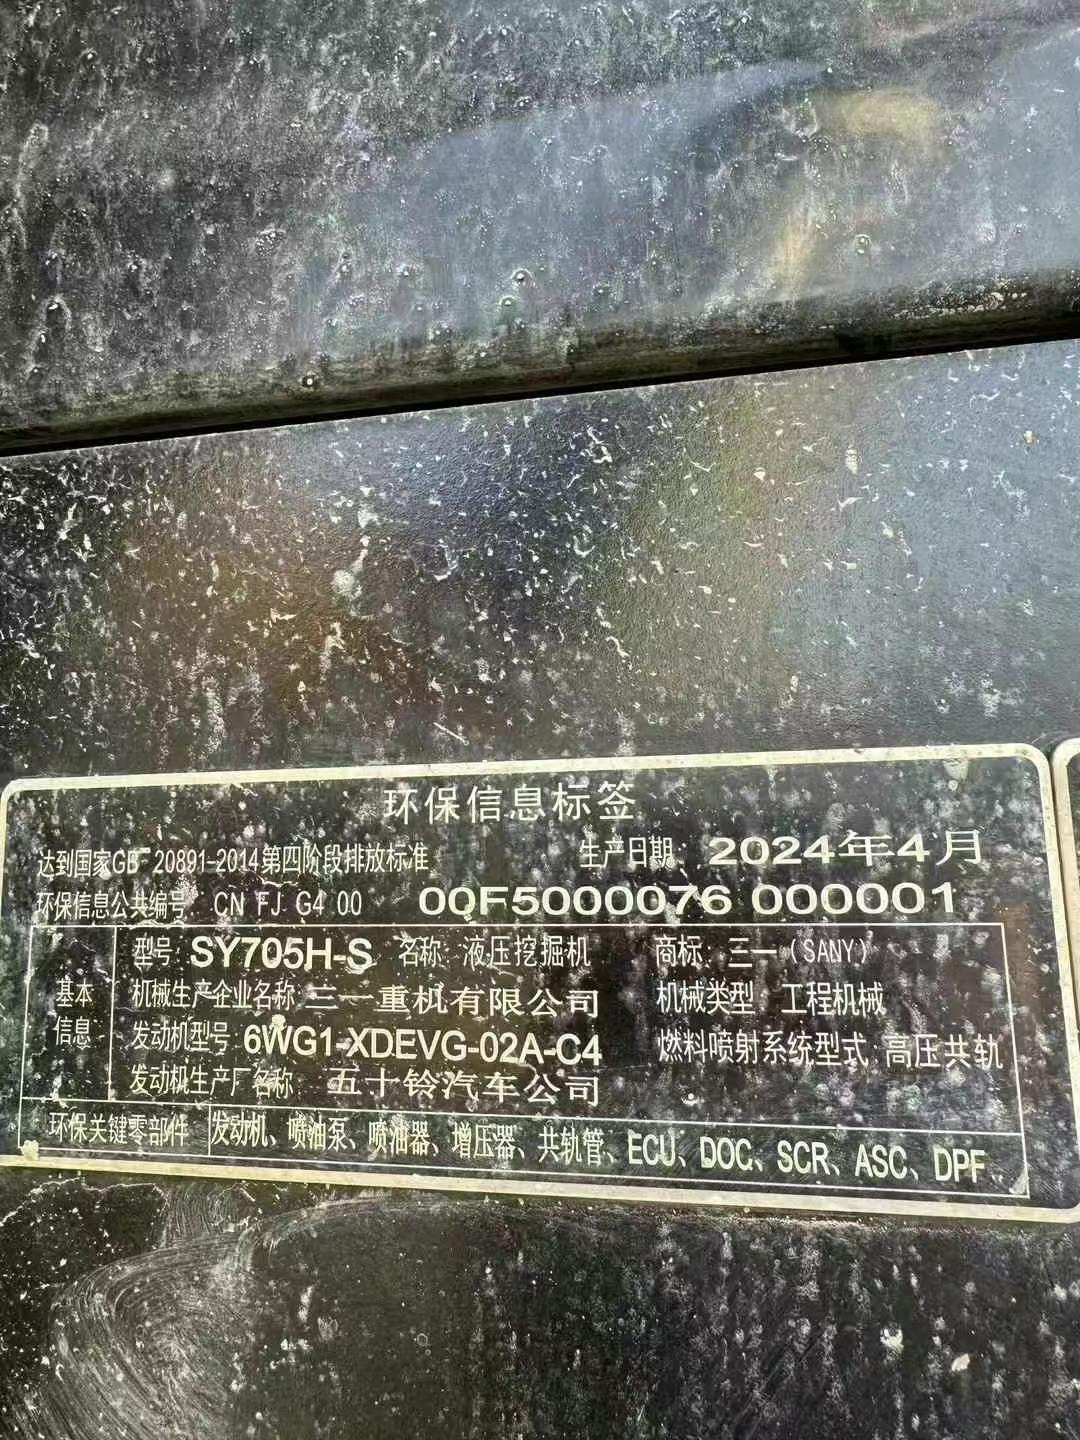 环保信息标签
达到国家GB 20891-2014第四阶段排放标准 生产日期: 2024年4月
环保信息公共编号 CN FJ G4 00 00F5000076 000001
基本信息
型号: SY705H-S 名称: 液压挖掘机 商标: 三一(SANY)
机械生产企业名称: 三一重机有限公司 机械类型 工程机械
发动机型号: 6WG1-XDEVG-02A-C4 燃料喷射系统型式: 高压共轨
发动机生产厂名称: 五十铃汽车公司
环保关键零部件 发动机、喷油泵、喷油器、增压器、共轨管、ECU、DOC、SCR、ASC、DPF